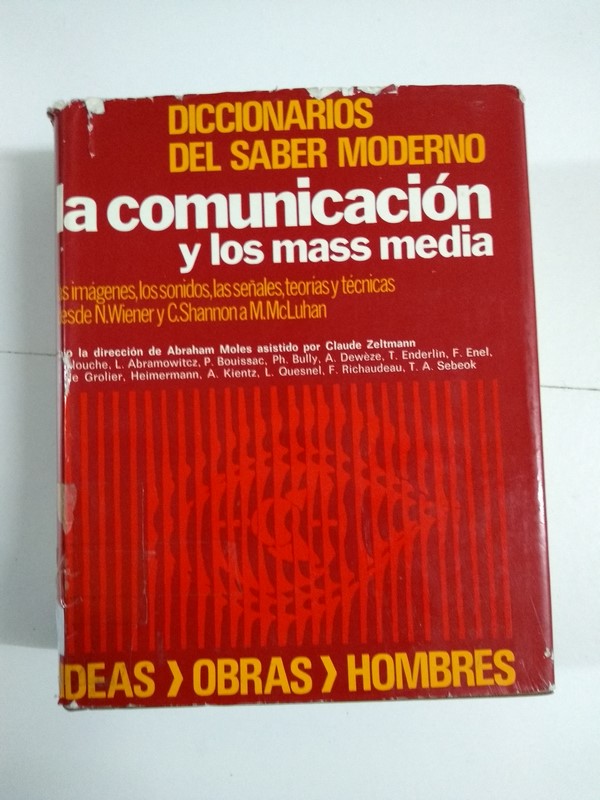 DICCIONARIOS
DEL SABER MODERNO
la comunicación
y los mass media
s imágenes, los sonidos, las señales, teorías y técnicas
esde N. Wiener y C. Shannon a M. McLuhan
o la dirección de Abraham Moles asistido por Claude Zeltmann
louche, L. Abramowitcz, P. Bouissac, Ph. Bully, A. Dewèze, T. Enderlin, F. Enel,
e Grolier, Heimermann, A. Kientz, L. Quesnel, F. Richaudeau, T. A. Sebeok
IDEAS ❭ OBRAS ❭ HOMBRES